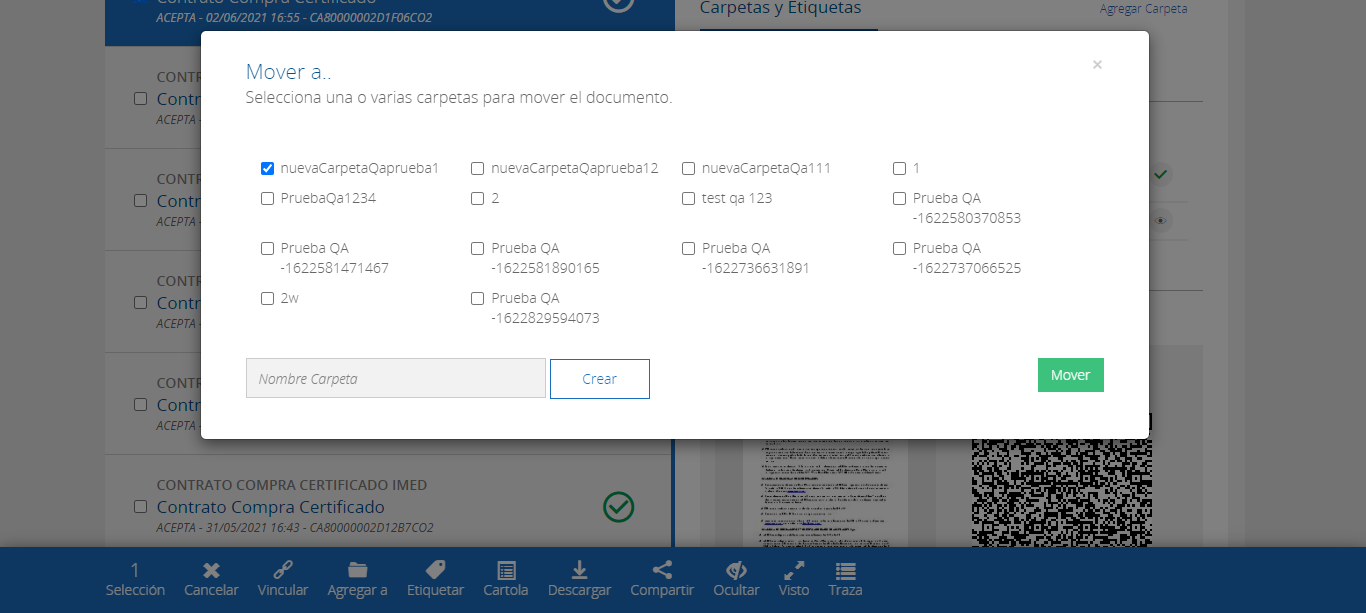 Contrato Compra Certificado
ACEPTA - 02/06/2021 16:55 - CA80000002D1F06CO2
Carpetas y Etiquetas
Agregar Carpeta
CONTR
Contr
ACEPTA -
CONTR
Contr
ACEPTA -
CONTR
Contr
ACEPTA -
CONTR
Contr
ACEPTA -
Mover a..
×
Selecciona una o varias carpetas para mover el documento.
nuevaCarpetaQaprueba1
nuevaCarpetaQaprueba12
nuevaCarpetaQa111
1
PruebaQa1234
2
test qa 123
Prueba QA
-1622580370853
Prueba QA
-1622581471467
Prueba QA
-1622581890165
Prueba QA
-1622736631891
Prueba QA
-1622737066525
2w
Prueba QA
-1622829594073
Nombre Carpeta
Crear
Mover
CONTRATO COMPRA CERTIFICADO IMED
Contrato Compra Certificado
ACEPTA - 31/05/2021 16:43 - CA80000002D12B7CO2
1
Selección
Cancelar
Vincular
Agregar a
Etiquetar
Cartola
Descargar
Compartir
Ocultar
Visto
Traza